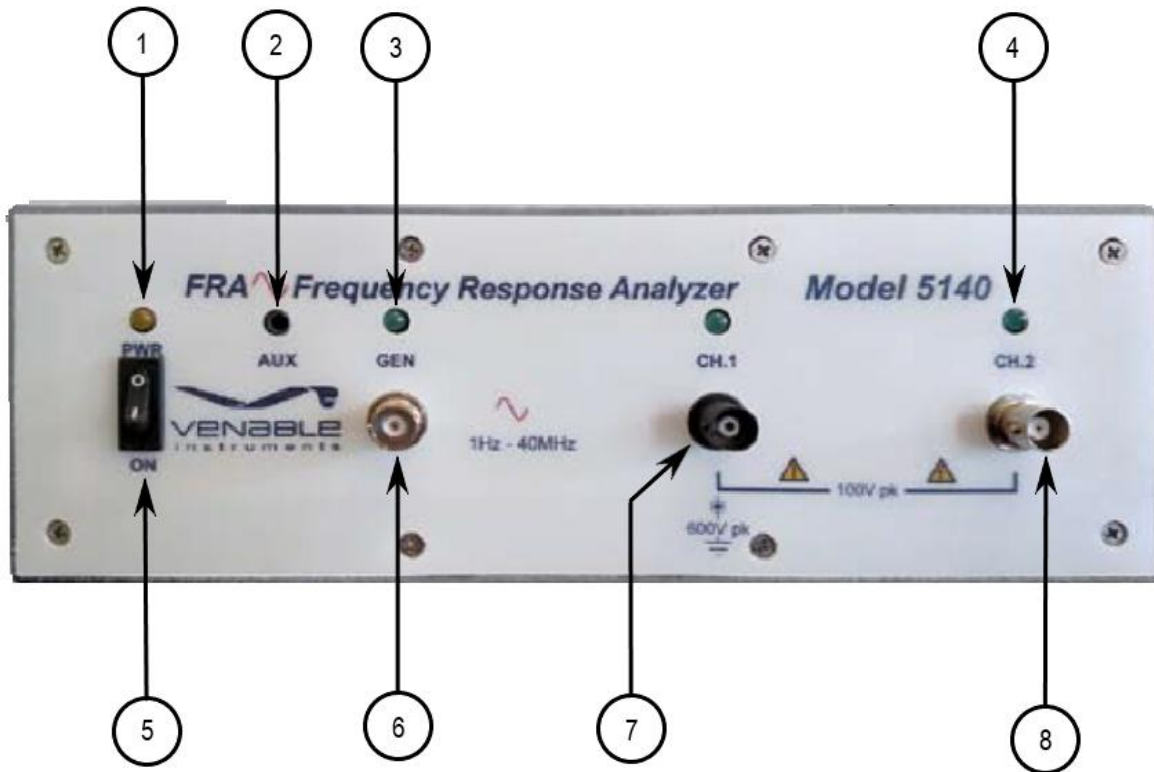 1
2
3
4
FRA Frequency Response Analyzer
Model 5140
PWR
AUX
GEN
CH.1
CH.2
O
I
VENABLE
instruments
ON
1Hz - 40MHz
100V pk
600V pk
5
6
7
8